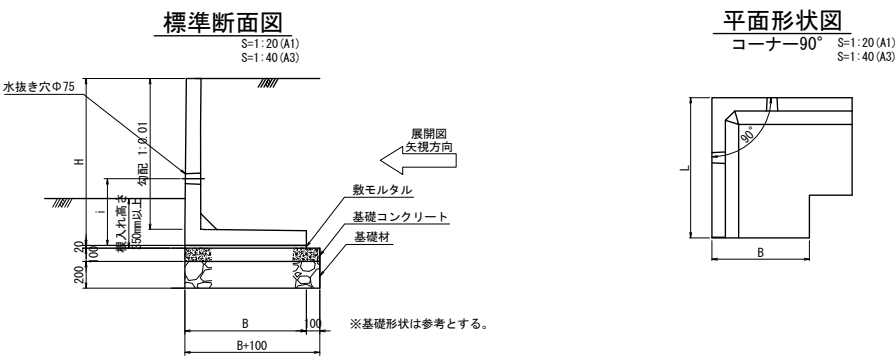 標準断面図
S=1:20(A1)
S=1:40(A3)
水抜き穴Φ75
H
勾配 1:0.01
i
根入れ高さ
350mm以上
展開図
矢視方向
敷モルタル
基礎コンクリート
基礎材
20
100
200
B
100
B+100
※基礎形状は参考とする。
平面形状図
コーナー90°
S=1:20(A1)
S=1:40(A3)
90°
L
B